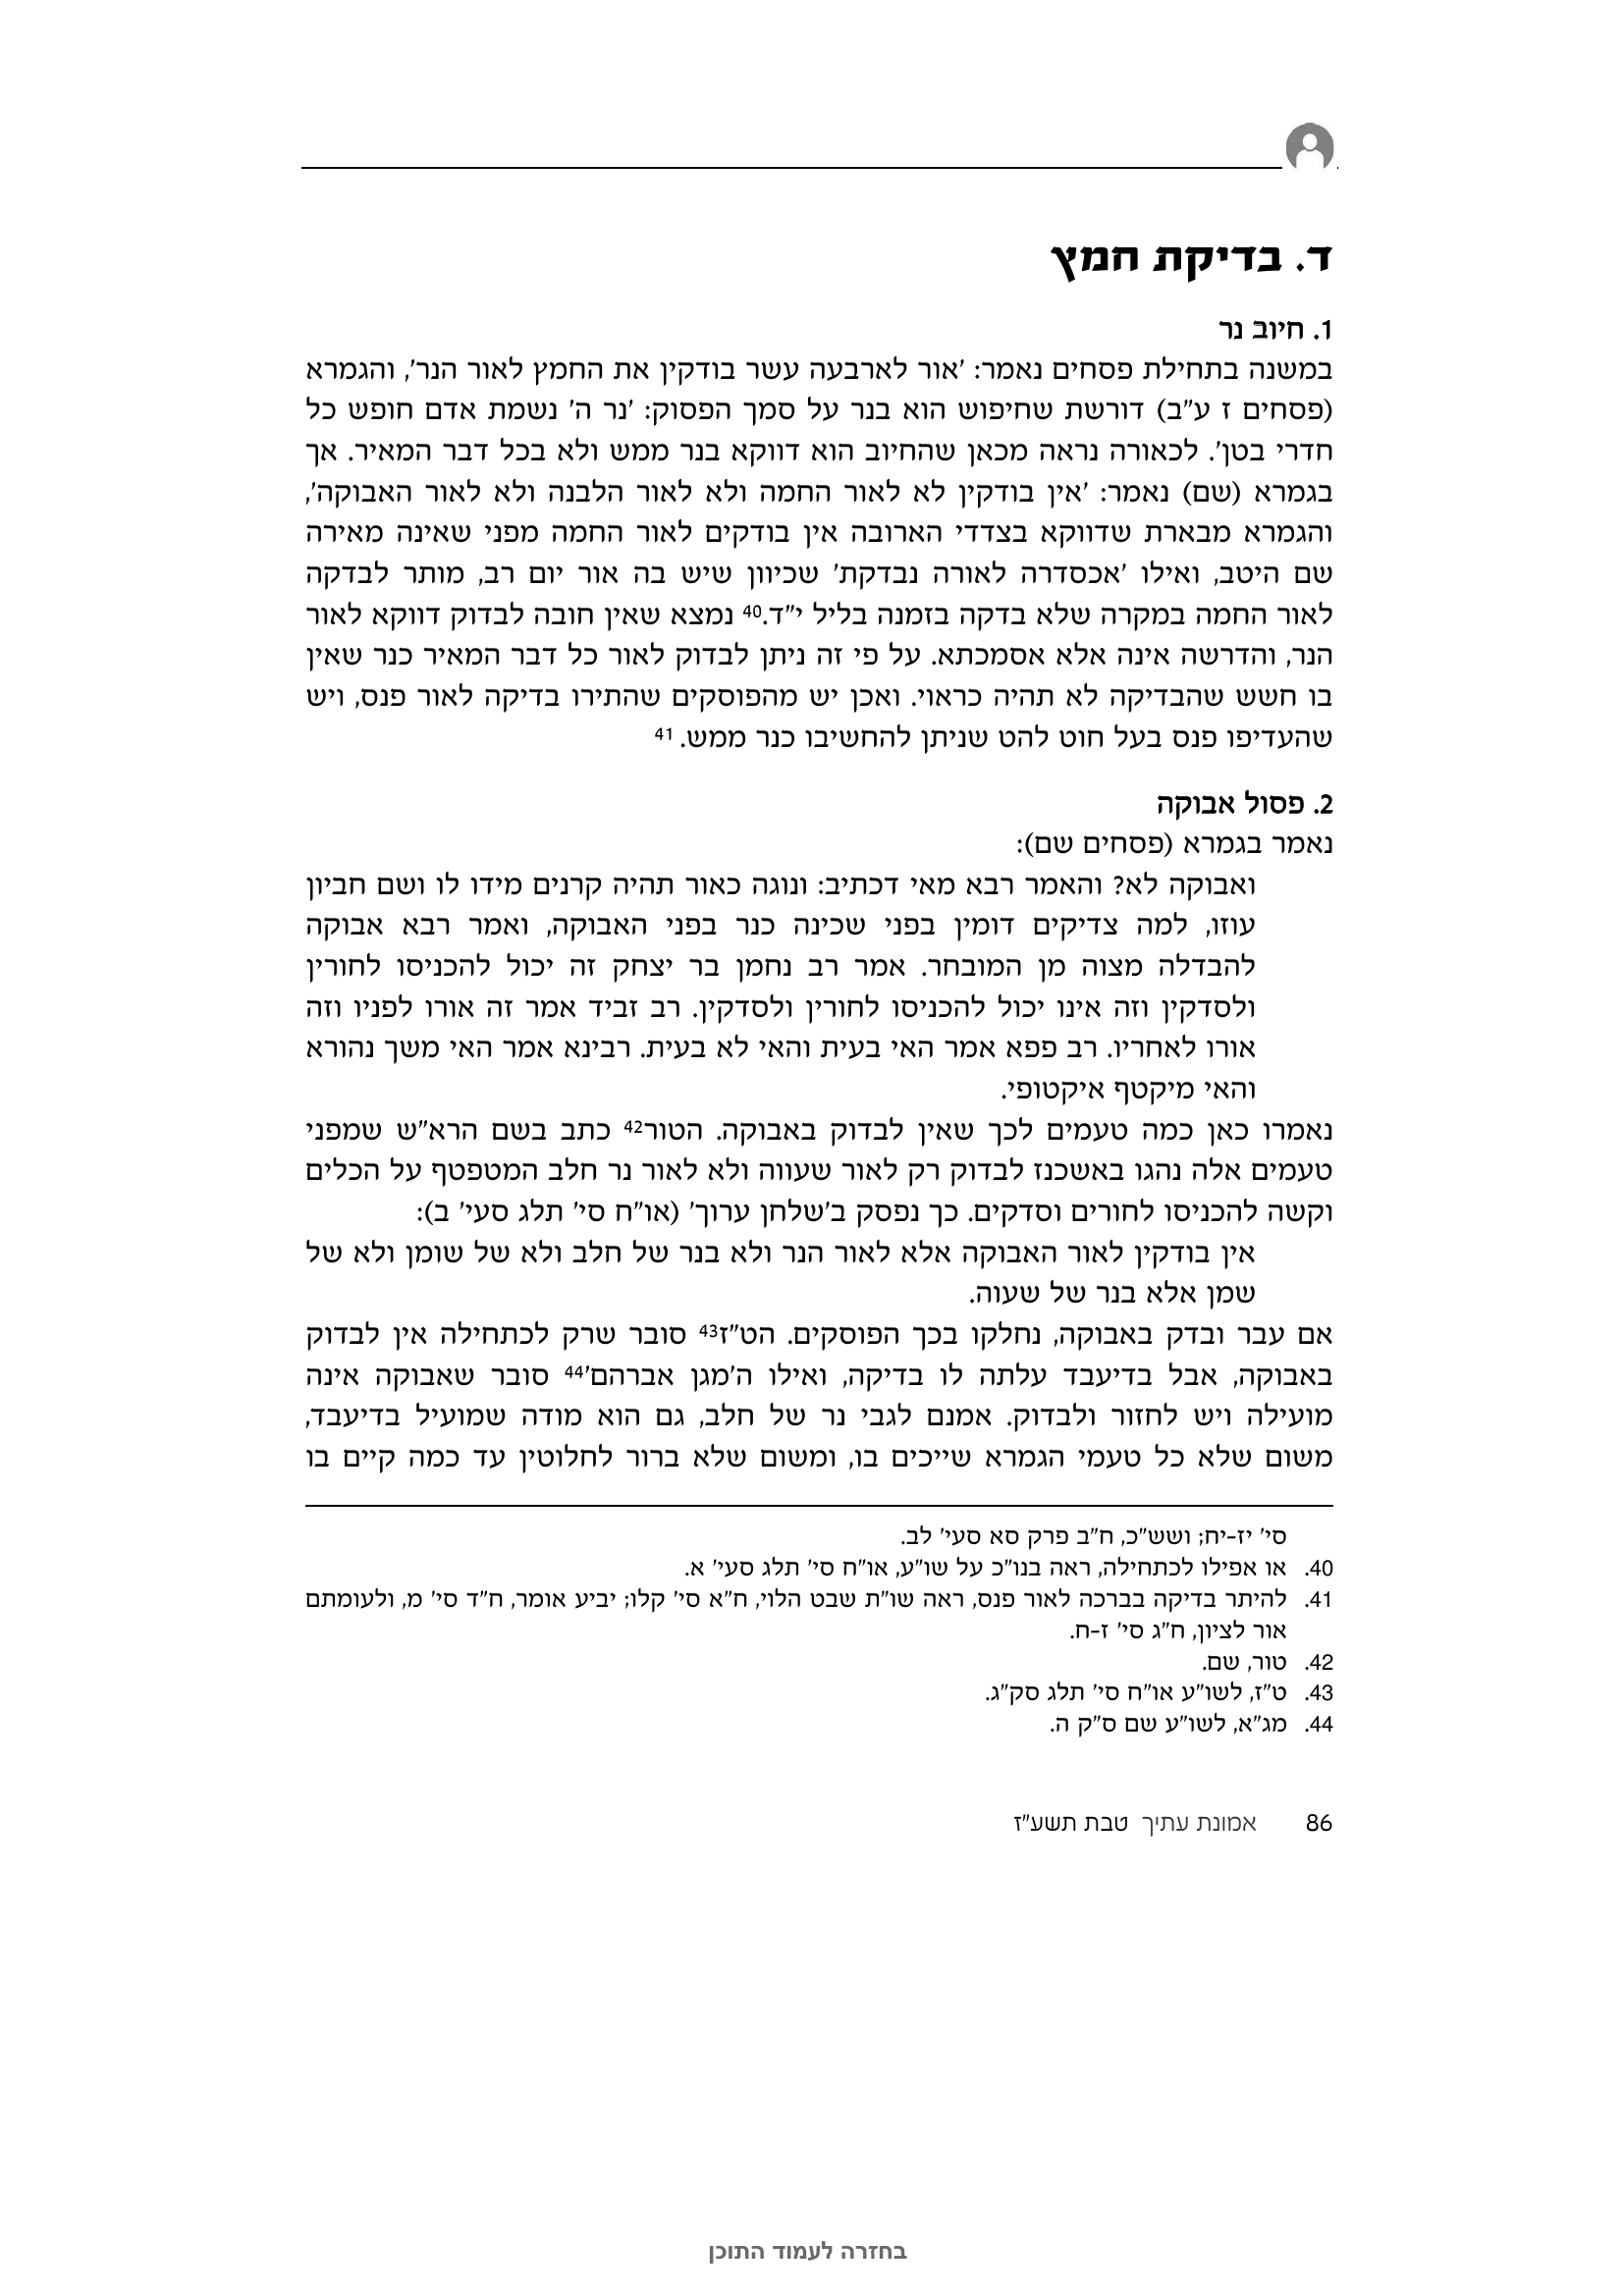 ד. בדיקת חמץ
1. חיוב נר
במשנה בתחילת פסחים נאמר: 'אור לארבעה עשר בודקין את החמץ לאור הנר', והגמרא
(פסחים ז ע"ב) דורשת שחיפוש הוא בנר על סמך הפסוק: 'נר ה' נשמת אדם חופש כל
חדרי בטן'. לכאורה נראה מכאן שהחיוב הוא דווקא בנר ממש ולא בכל דבר המאיר. אך
בגמרא (שם) נאמר: 'אין בודקין לא לאור החמה ולא לאור הלבנה ולא לאור האבוקה',
והגמרא מבארת שדווקא בצדדי הארובה אין בודקים לאור החמה מפני שאינה מאירה
שם היטב, ואילו 'אכסדרה לאורה נבדקת' שכיוון שיש בה אור יום רב, מותר לבדקה
לאור החמה במקרה שלא בדקה בזמנה בליל י"ד.40 נמצא שאין חובה לבדוק דווקא לאור
הנר, והדרשה אינה אלא אסמכתא. על פי זה ניתן לבדוק לאור כל דבר המאיר כנר שאין
בו חשש שהבדיקה לא תהיה כראוי. ואכן יש מהפוסקים שהתירו בדיקה לאור פנס, ויש
שהעדיפו פנס בעל חוט להט שניתן להחשיבו כנר ממש. 41
2. פסול אבוקה
נאמר בגמרא (פסחים שם):
ואבוקה לא? והאמר רבא מאי דכתיב: ונוגה כאור תהיה קרנים מידו לו ושם חביון
עוזו, למה צדיקים דומין בפני שכינה כנר בפני האבוקה, ואמר רבא אבוקה
להבדלה מצוה מן המובחר. אמר רב נחמן בר יצחק זה יכול להכניסו לחורין
ולסדקין וזה אינו יכול להכניסו לחורין ולסדקין. רב זביד אמר זה אורו לפניו וזה
אורו לאחריו. רב פפא אמר האי בעית והאי לא בעית. רבינא אמר האי משך נהורא
והאי מיקטף איקטופי.
נאמרו כאן כמה טעמים לכך שאין לבדוק באבוקה. הטור42 כתב בשם הרא"ש שמפני
טעמים אלה נהגו באשכנז לבדוק רק לאור שעווה ולא לאור נר חלב המטפטף על הכלים
וקשה להכניסו לחורים וסדקים. כך נפסק ב'שלחן ערוך' (או"ח סי' תלג סעי' ב):
אין בודקין לאור האבוקה אלא לאור הנר ולא בנר של חלב ולא של שומן ולא של
שמן אלא בנר של שעוה.
אם עבר ובדק באבוקה, נחלקו בכך הפוסקים. הט"ז43 סובר שרק לכתחילה אין לבדוק
באבוקה, אבל בדיעבד עלתה לו בדיקה, ואילו ה'מגן אברהם'44 סובר שאבוקה אינה
מועילה ויש לחזור ולבדוק. אמנם לגבי נר של חלב, גם הוא מודה שמועיל בדיעבד,
משום שלא כל טעמי הגמרא שייכים בו, ומשום שלא ברור לחלוטין עד כמה קיים בו
סי' יז-יח; ושש"כ, ח"ב פרק סא סעי' לב.
40. או אפילו לכתחילה, ראה בנו"כ על שו"ע, או"ח סי' תלג סעי' א.
41. להיתר בדיקה בברכה לאור פנס, ראה שו"ת שבט הלוי, ח"א סי' קלו; יביע אומר, ח"ד סי' מ, ולעומתם
אור לציון, ח"ג סי' ז-ח.
42. טור, שם.
43. ט"ז, לשו"ע או"ח סי' תלג סק"ג.
44. מג"א, לשו"ע שם ס"ק ה.
86 אמונת עתיך טבת תשע"ז
בחזרה לעמוד התוכן